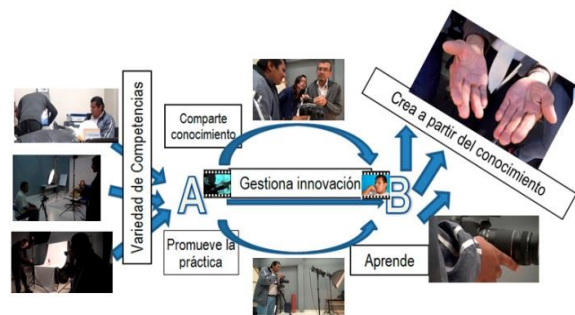 Variedad de Competencias
Comparte
conocimiento
A
Gestiona innovación
B
Promueve la
práctica
Aprende
Crea a partir del conocimiento